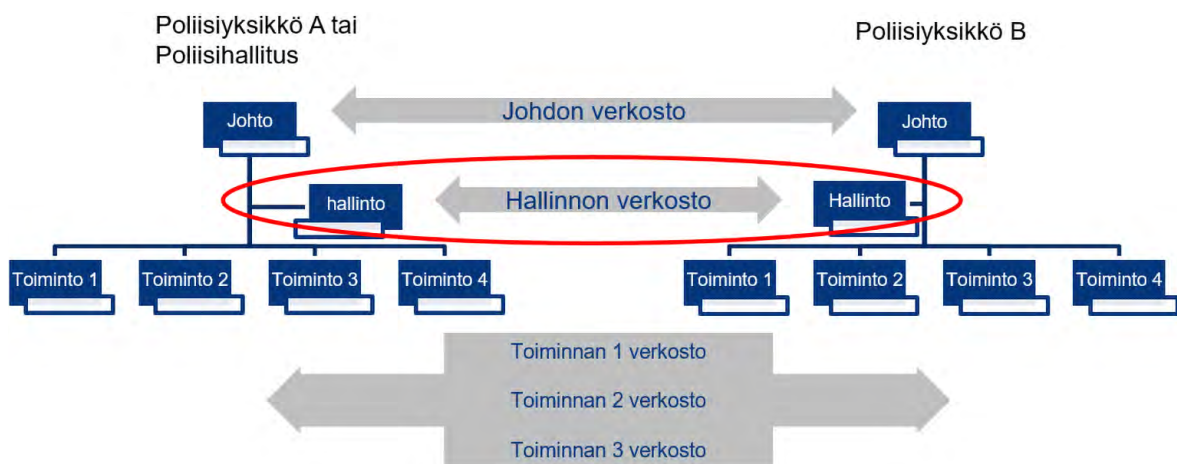 Poliisiyksikkö A tai
Poliisihallitus
Poliisiyksikkö B
Johto
Johdon verkosto
Johto
hallinto
Hallinnon verkosto
Hallinto
Toiminto 1
Toiminto 2
Toiminto 3
Toiminto 4
Toiminto 1
Toiminto 2
Toiminto 3
Toiminto 4
Toiminnan 1 verkosto
Toiminnan 2 verkosto
Toiminnan 3 verkosto